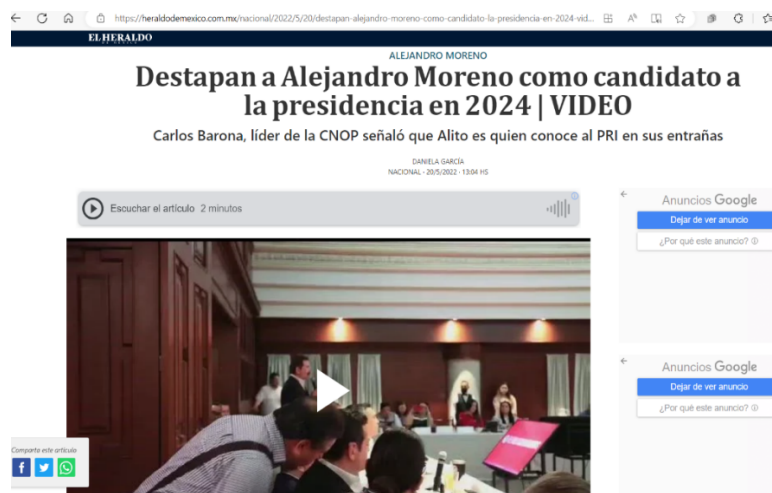 https://heraldodemexico.com.mx/nacional/2022/5/20/destapan-alejandro-moreno-como-candidato-la-presidencia-en-2024-vid...
EL HERALDO
DE MÉXICO
ALEJANDRO MORENO
Destapan a Alejandro Moreno como candidato a
la presidencia en 2024 | VIDEO
Carlos Barona, líder de la CNOP señaló que Alito es quien conoce al PRI en sus entrañas
DANIELA GARCÍA
NACIONAL - 20/5/2022 - 13:04 HS
Escuchar el artículo 2 minutos
Anuncios Google
Dejar de ver anuncio
¿Por qué este anuncio?
Anuncios Google
Dejar de ver anuncio
¿Por qué este anuncio?
Comparte este artículo